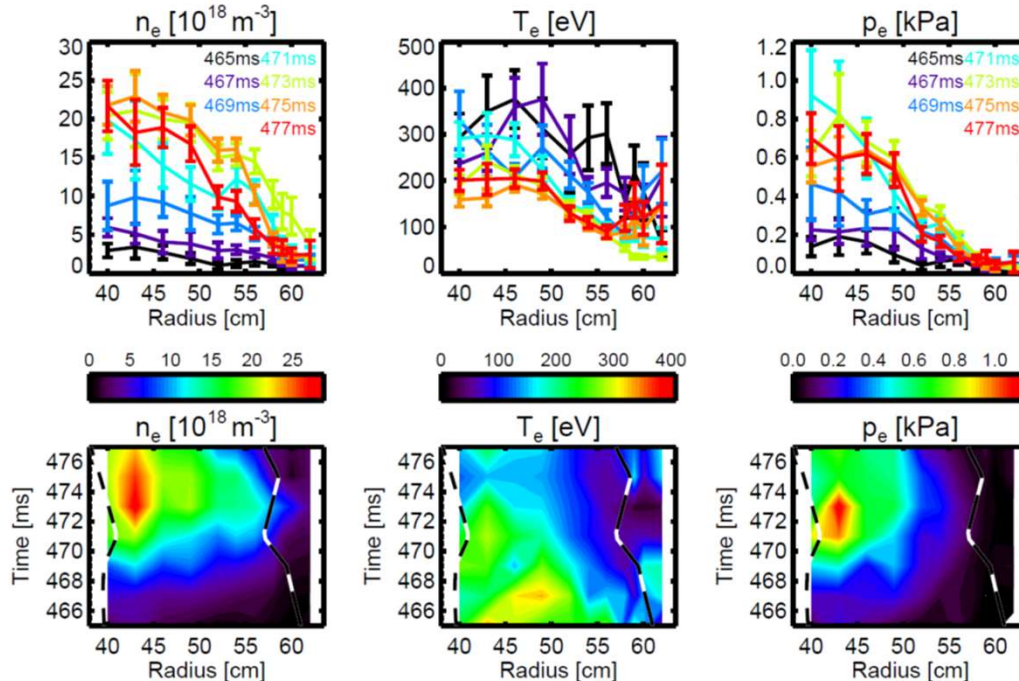 n_e [10^18 m^-3]
T_e [eV]
p_e [kPa]
30
25
20
15
10
5
0
465ms 471ms
467ms 473ms
469ms 475ms
477ms
40 45 50 55 60
Radius [cm]
500
400
300
200
100
0
40 45 50 55 60
Radius [cm]
1.2
1.0
0.8
0.6
0.4
0.2
0.0
465ms 471ms
467ms 473ms
469ms 475ms
477ms
40 45 50 55 60
Radius [cm]
0 5 10 15 20 25
0 100 200 300 400
0.0 0.2 0.4 0.6 0.8 1.0
n_e [10^18 m^-3]
T_e [eV]
p_e [kPa]
Time [ms]
476
474
472
470
468
466
40 45 50 55 60
Radius [cm]
Time [ms]
476
474
472
470
468
466
40 45 50 55 60
Radius [cm]
Time [ms]
476
474
472
470
468
466
40 45 50 55 60
Radius [cm]